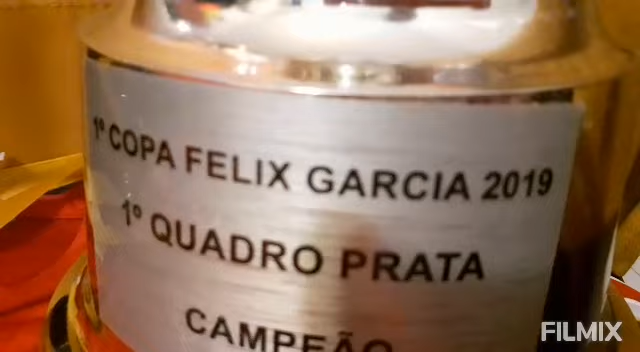 1º COPA FELIX GARCIA 2019
1º QUADRO PRATA
CAMPEÃO
FILMIX